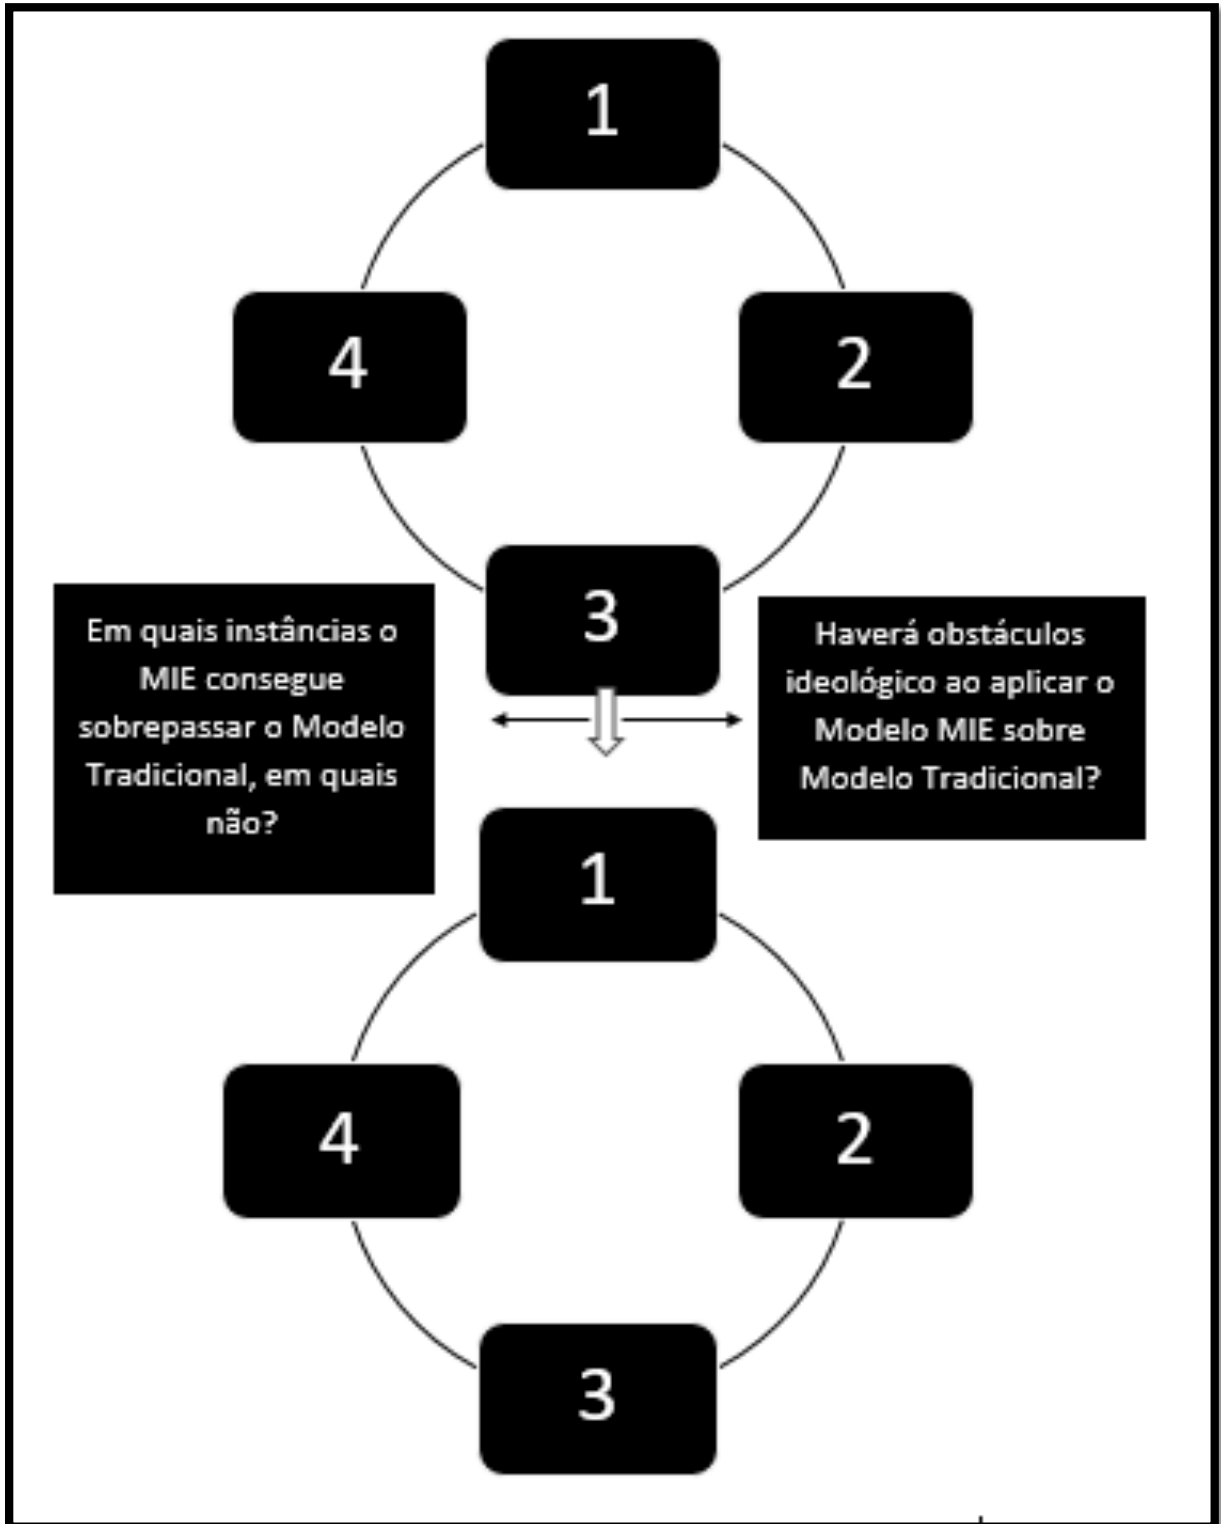 1
4
2
3
Em quais instâncias o
MIE consegue
sobrepassar o Modelo
Tradicional, em quais
não?
Haverá obstáculos
ideológico ao aplicar o
Modelo MIE sobre
Modelo Tradicional?
1
4
2
3